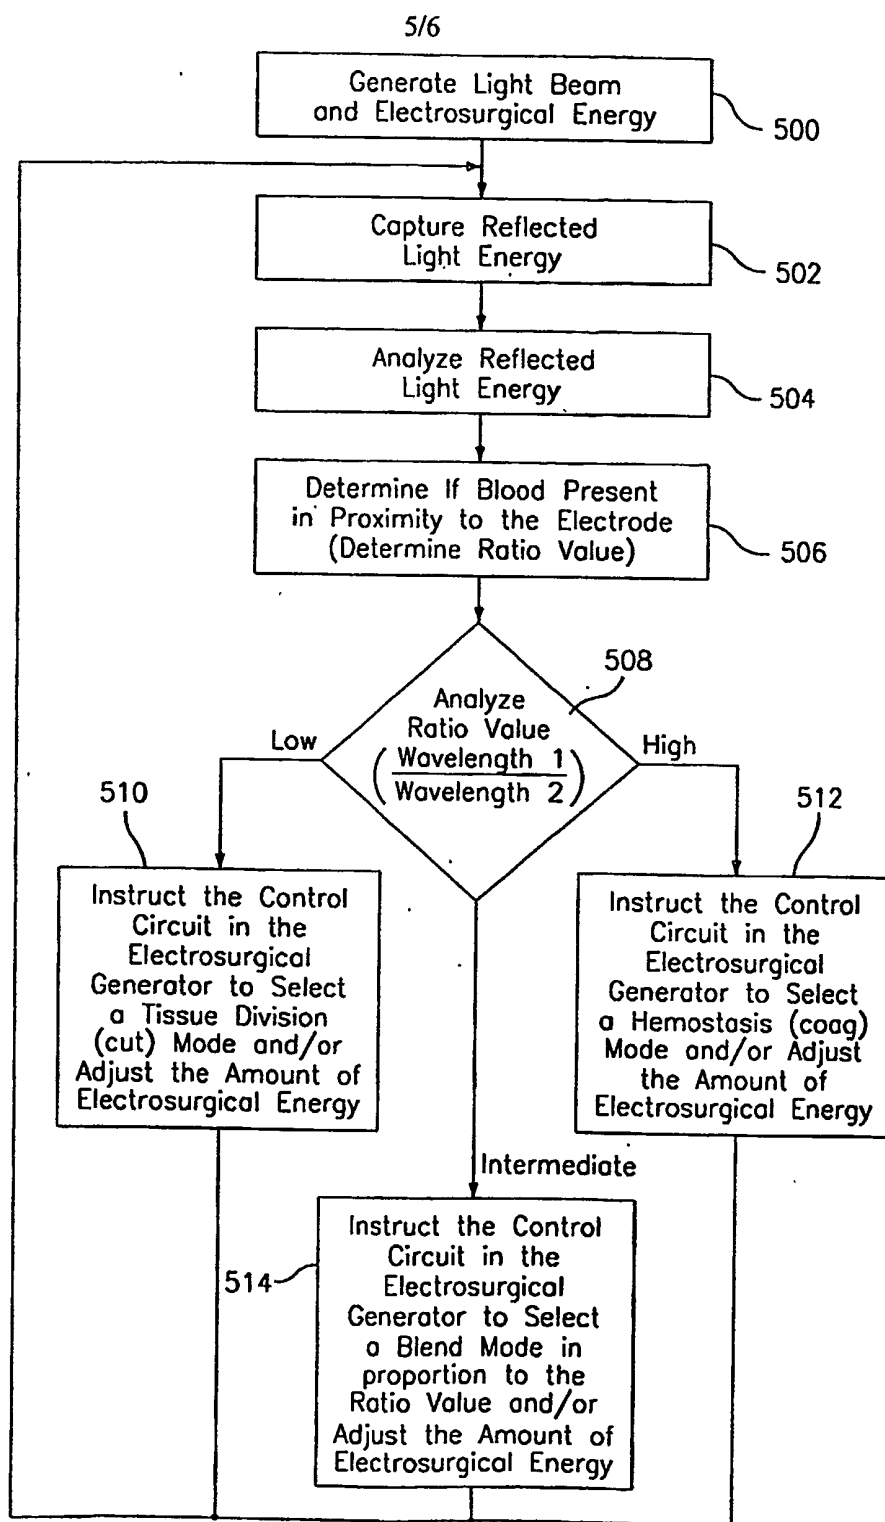 5/6
Generate Light Beam
and Electrosurgical Energy
500
Capture Reflected
Light Energy
502
Analyze Reflected
Light Energy
504
Determine If Blood Present
in Proximity to the Electrode
(Determine Ratio Value)
506
508
Analyze
Ratio Value
(Wavelength 1
Wavelength 2)
Low
High
510
Instruct the Control
Circuit in the
Electrosurgical
Generator to Select
a Tissue Division
(cut) Mode and/or
Adjust the Amount of
Electrosurgical Energy
512
Instruct the Control
Circuit in the
Electrosurgical
Generator to Select
a Hemostasis (coag)
Mode and/or Adjust
the Amount of
Electrosurgical Energy
Intermediate
514
Instruct the Control
Circuit in the
Electrosurgical
Generator to Select
a Blend Mode in
proportion to the
Ratio Value and/or
Adjust the Amount of
Electrosurgical Energy